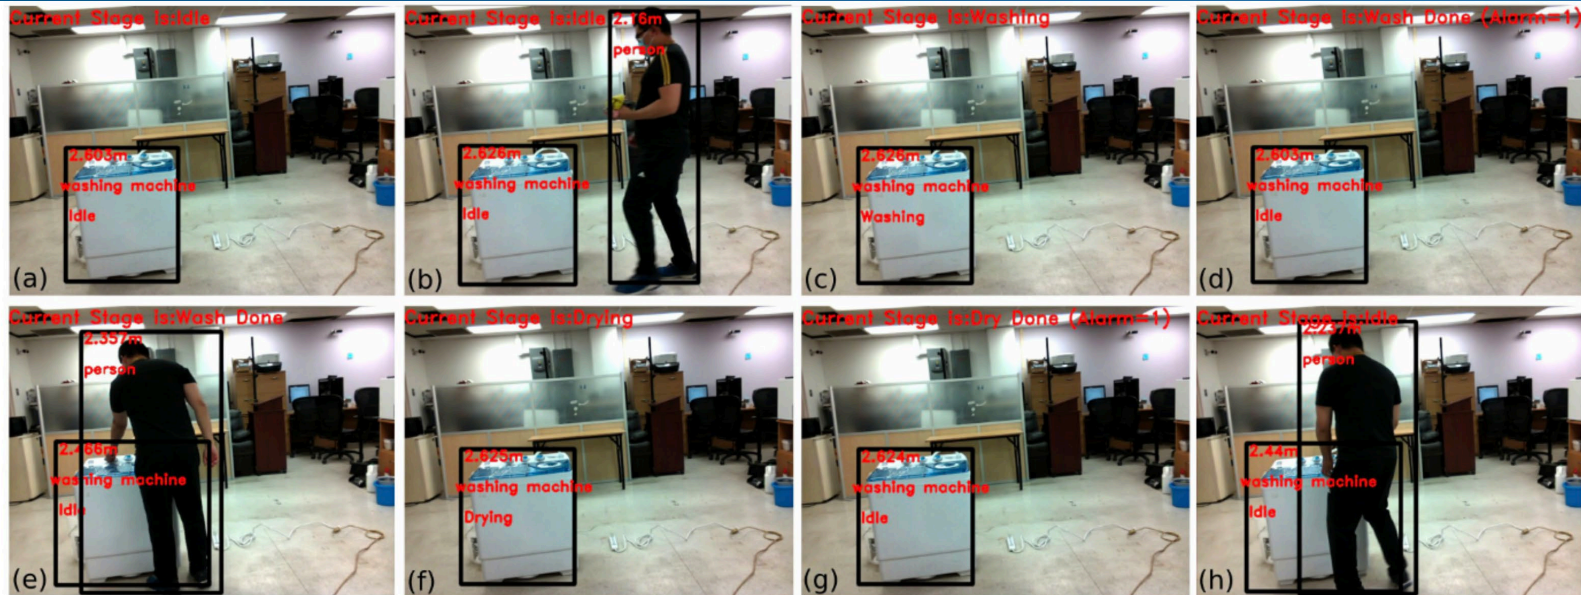 Current Stage is:Idle
2.603m
washing machine
Idle
(a)
Current Stage is:Idle
2.16m
person
2.626m
washing machine
Idle
(b)
Current Stage is:Washing
2.626m
washing machine
Washing
(c)
Current Stage is:Wash Done (Alarm=1)
2.603m
washing machine
Idle
(d)
Current Stage is:Wash Done
2.357m
person
2.466m
washing machine
Idle
(e)
Current Stage is:Drying
2.625m
washing machine
Drying
(f)
Current Stage is:Dry Done (Alarm=1)
2.624m
washing machine
Idle
(g)
Current Stage is:Idle
2.237m
person
2.44m
washing machine
Idle
(h)